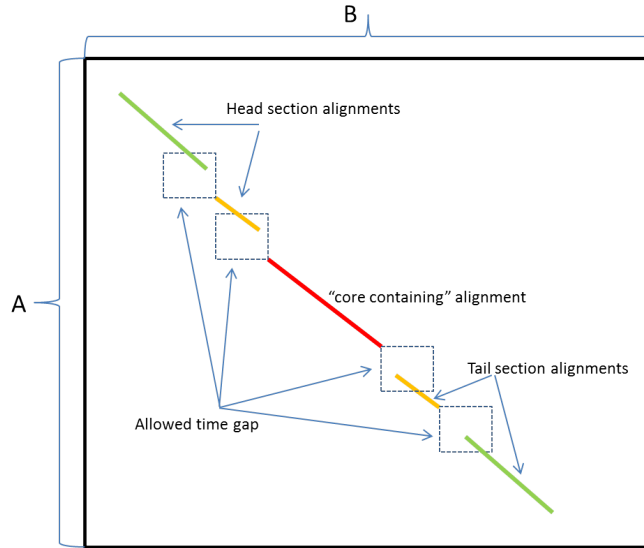 B
Head section alignments
A
“core containing” alignment
Tail section alignments
Allowed time gap